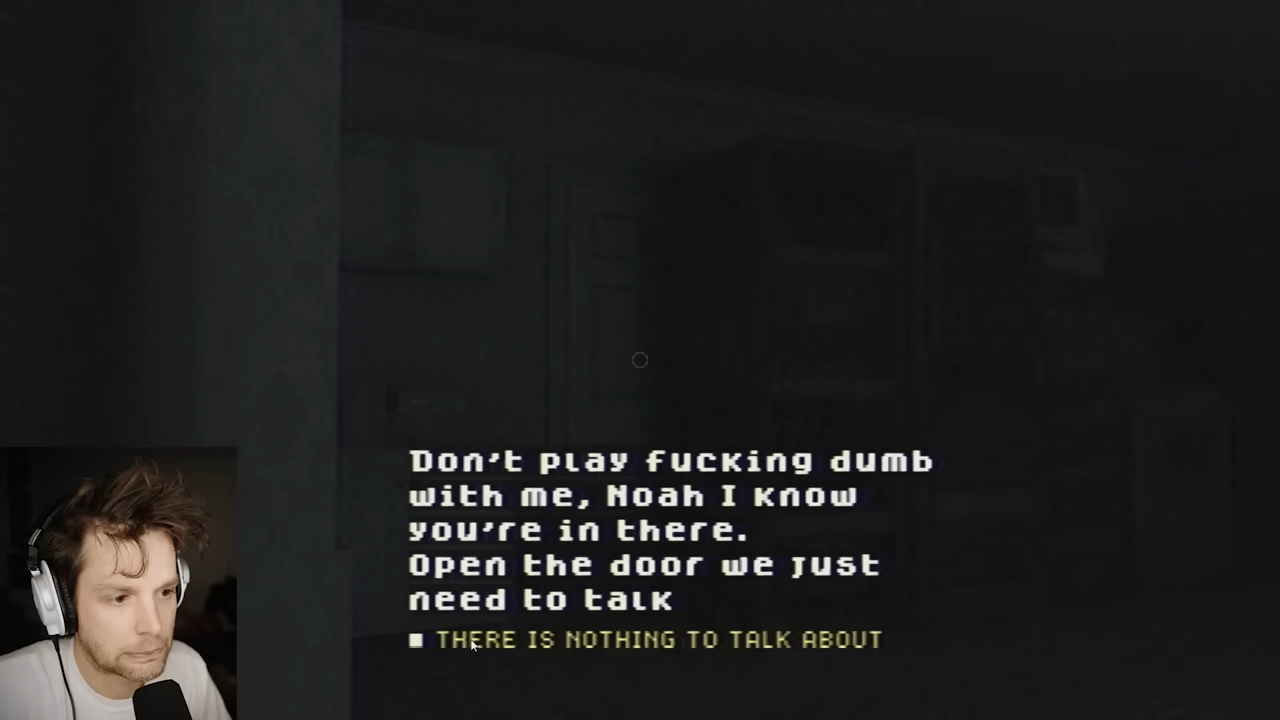 Don't play fucking dumb
with me, Noah I know
you're in there.
Open the door we just
need to talk
THERE IS NOTHING TO TALK ABOUT